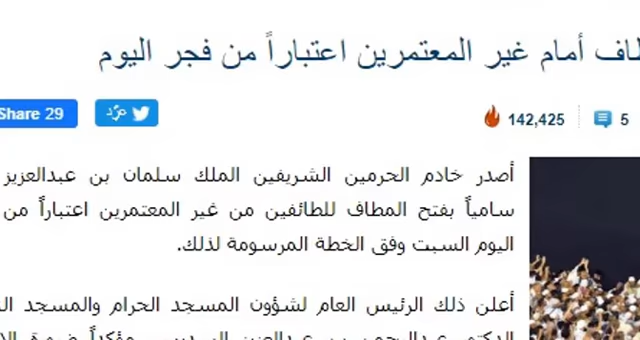 أمام غير المعتمرين اعتباراً من فجر اليوم
Share 29
غرّد
142,425
5
أصدر خادم الحرمين الشريفين الملك سلمان بن عبدالعزيز
سامياً بفتح المطاف للطائفين من غير المعتمرين اعتباراً من
اليوم السبت وفق الخطة المرسومة لذلك.
أعلن ذلك الرئيس العام لشؤون المسجد الحرام والمسجد